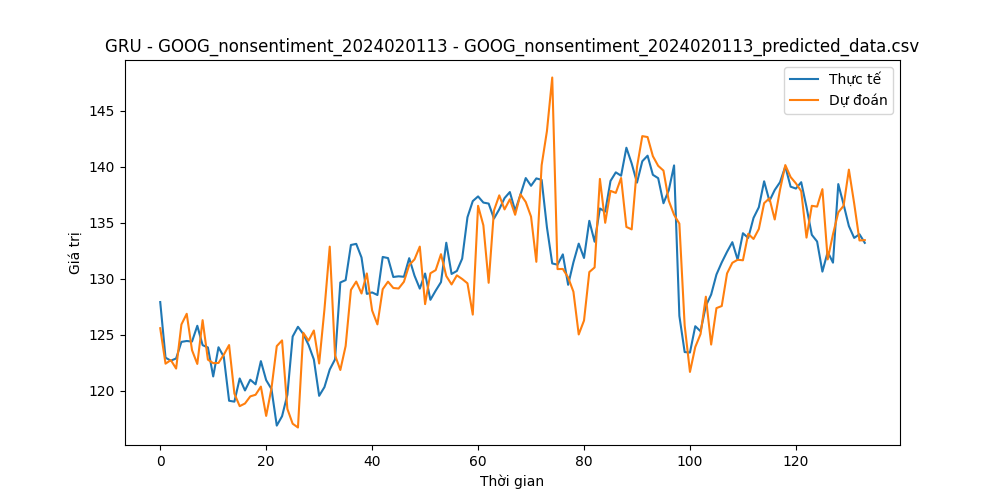 GRU - GOOG_nonsentiment_2024020113 - GOOG_nonsentiment_2024020113_predicted_data.csv
Thực tế
Dự đoán
Giá trị
145
140
135
130
125
120
0 20 40 60 80 100 120
Thời gian